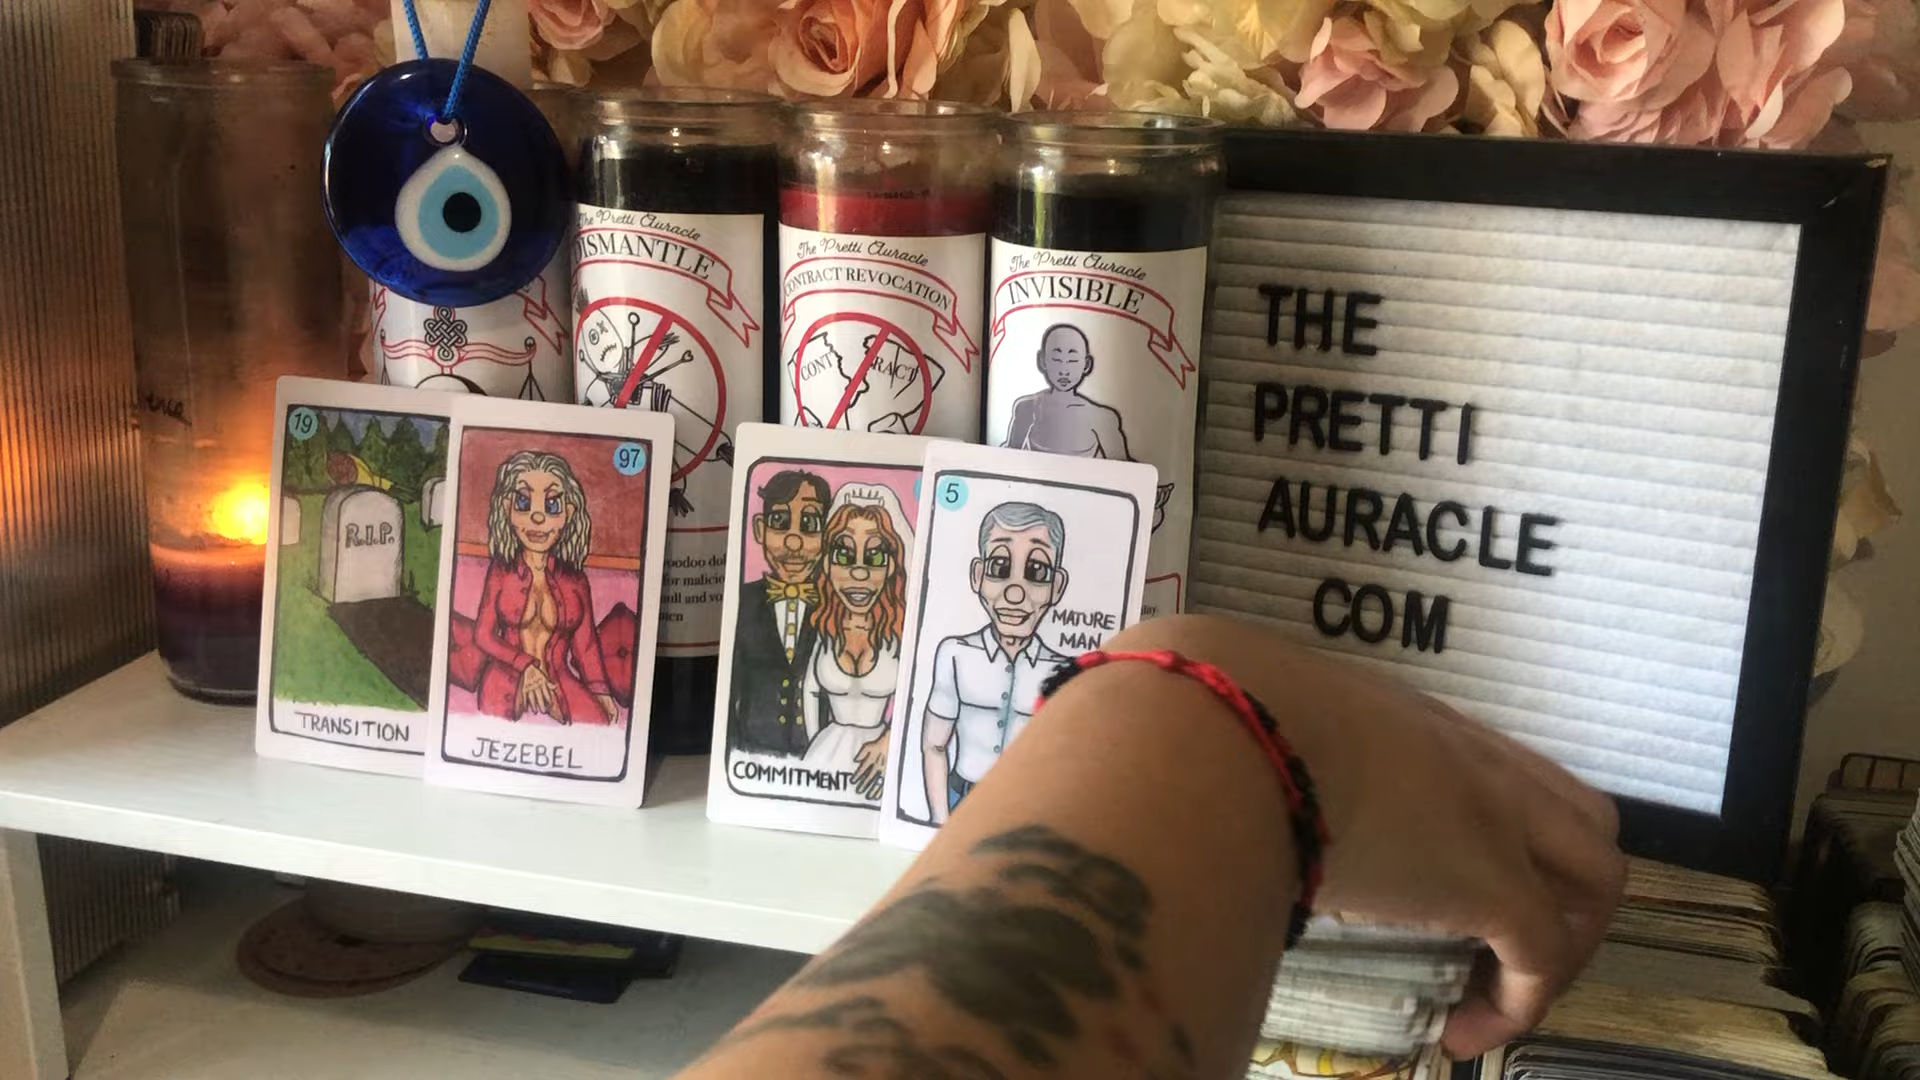 The Pretti Auracle
DISMANTLE
The Pretti Auracle
CONTRACT REVOCATION
CONT
RACT
The Pretti Auracle
INVISIBLE
THE
PRETTI
AURACLE
COM
19
R.I.P.
TRANSITION
97
JEZEBEL
COMMITMENT
5
MATURE
MAN